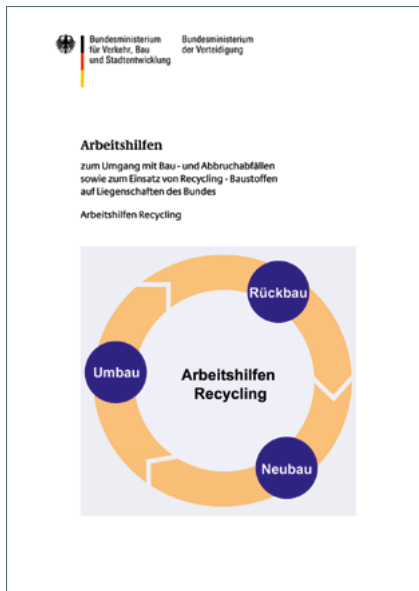 Bundesministerium
für Verkehr, Bau
und Stadtentwicklung
Bundesministerium
der Verteidigung
Arbeitshilfen
zum Umgang mit Bau - und Abbruchabfällen
sowie zum Einsatz von Recycling - Baustoffen
auf Liegenschaften des Bundes
Arbeitshilfen Recycling
Rückbau
Umbau
Arbeitshilfen
Recycling
Neubau